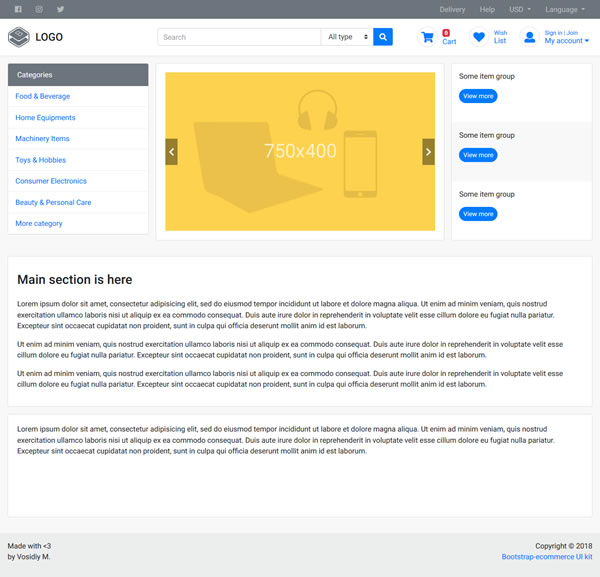 Delivery Help USD Language
LOGO
Search
All type
0
Cart
Wish
List
Sign in | Join
My account
Categories
Food & Beverage
Home Equipments
Machinery Items
Toys & Hobbies
Consumer Electronics
Beauty & Personal Care
More category
750x400
Some item group
View more
Some item group
View more
Some item group
View more
Main section is here
Lorem ipsum dolor sit amet, consectetur adipisicing elit, sed do eiusmod tempor incididunt ut labore et dolore magna aliqua. Ut enim ad minim veniam, quis nostrud
exercitation ullamco laboris nisi ut aliquip ex ea commodo consequat. Duis aute irure dolor in reprehenderit in voluptate velit esse cillum dolore eu fugiat nulla pariatur.
Excepteur sint occaecat cupidatat non proident, sunt in culpa qui officia deserunt mollit anim id est laborum.
Ut enim ad minim veniam, quis nostrud exercitation ullamco laboris nisi ut aliquip ex ea commodo consequat. Duis aute irure dolor in reprehenderit in voluptate velit esse
cillum dolore eu fugiat nulla pariatur. Excepteur sint occaecat cupidatat non proident, sunt in culpa qui officia deserunt mollit anim id est laborum.
Ut enim ad minim veniam, quis nostrud exercitation ullamco laboris nisi ut aliquip ex ea commodo consequat. Duis aute irure dolor in reprehenderit in voluptate velit esse
cillum dolore eu fugiat nulla pariatur. Excepteur sint occaecat cupidatat non proident, sunt in culpa qui officia deserunt mollit anim id est laborum.
Lorem ipsum dolor sit amet, consectetur adipisicing elit, sed do eiusmod tempor incididunt ut labore et dolore magna aliqua. Ut enim ad minim veniam, quis nostrud
exercitation ullamco laboris nisi ut aliquip ex ea commodo consequat. Duis aute irure dolor in reprehenderit in voluptate velit esse cillum dolore eu fugiat nulla pariatur.
Excepteur sint occaecat cupidatat non proident, sunt in culpa qui officia deserunt mollit anim id est laborum.
Made with <3
by Vosidiy M.
Copyright © 2018
Bootstrap-ecommerce UI kit